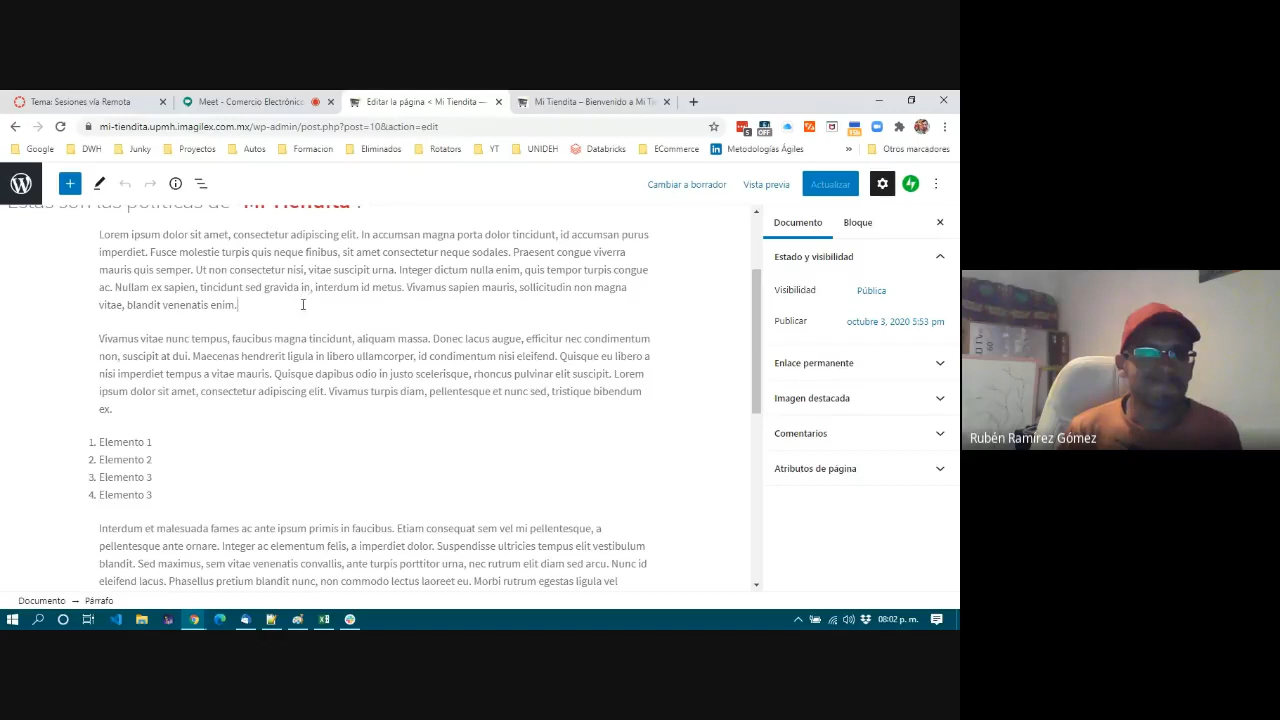 Tema: Sesiones vía Remota
Meet - Comercio Electrónic
Editar la página < Mi Tiendita —
Mi Tiendita – Bienvenido a Mi Ti
mi-tiendita.upmh.imagilex.com.mx/wp-admin/post.php?post=10&action=edit
5
OFF
Google
DWH
Junky
Proyectos
Autos
Formacion
Eliminados
Rotators
YT
UNIDEH
Databricks
ECommerce
Metodologías Ágiles
»
Otros marcadores
Cambiar a borrador
Vista previa
Actualizar
Estas son las políticas de "Mi Tiendita".
Lorem ipsum dolor sit amet, consectetur adipiscing elit. In accumsan magna porta dolor tincidunt, id accumsan purus
imperdiet. Fusce molestie turpis quis neque finibus, sit amet consectetur neque sodales. Praesent congue viverra
mauris quis semper. Ut non consectetur nisi, vitae suscipit urna. Integer dictum nulla enim, quis tempor turpis congue
ac. Nullam ex sapien, tincidunt sed gravida in, interdum id metus. Vivamus sapien mauris, sollicitudin non magna
vitae, blandit venenatis enim.
Vivamus vitae nunc tempus, faucibus magna tincidunt, aliquam massa. Donec lacus augue, efficitur nec condimentum
non, suscipit at dui. Maecenas hendrerit ligula in libero ullamcorper, id condimentum nisi eleifend. Quisque eu libero a
nisi imperdiet tempus a vitae mauris. Quisque dapibus odio in justo scelerisque, rhoncus pulvinar elit suscipit. Lorem
ipsum dolor sit amet, consectetur adipiscing elit. Vivamus turpis diam, pellentesque et nunc sed, tristique bibendum
ex.
1. Elemento 1
2. Elemento 2
3. Elemento 3
4. Elemento 3
Interdum et malesuada fames ac ante ipsum primis in faucibus. Etiam consequat sem vel mi pellentesque, a
pellentesque ante ornare. Integer ac elementum felis, a imperdiet dolor. Suspendisse ultricies tempus elit vestibulum
blandit. Sed maximus, sem vitae venenatis convallis, ante turpis porttitor urna, nec rutrum elit diam sed arcu. Nunc id
eleifend lacus. Phasellus pretium blandit nunc, non commodo lectus laoreet eu. Morbi rutrum egestas ligula vel
Documento
Bloque
Estado y visibilidad
Visibilidad
Pública
Publicar
octubre 3, 2020 5:53 pm
Enlace permanente
Imagen destacada
Comentarios
Atributos de página
Documento → Párrafo
08:02 p. m.
Rubén Ramírez Gómez